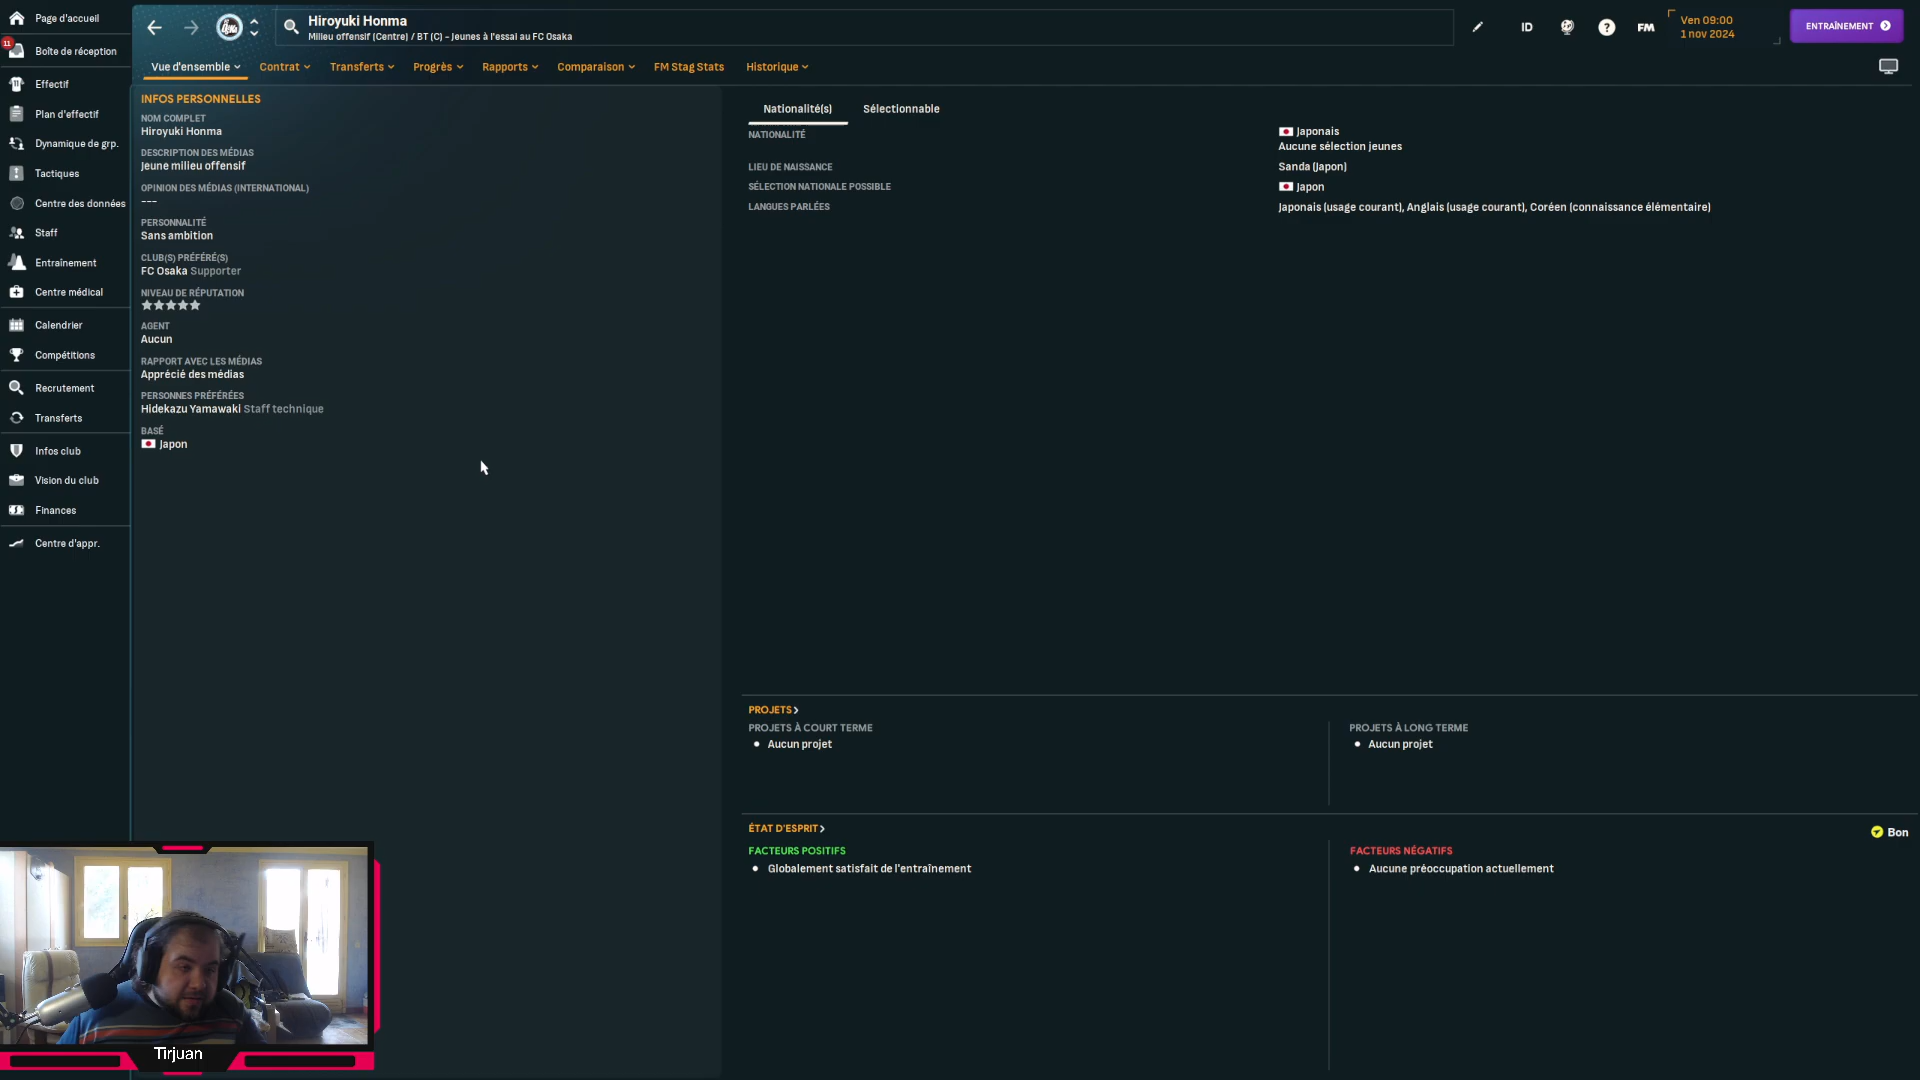 Page d'accueil
11
Boîte de réception
Effectif
Plan d'effectif
Dynamique de grp.
Tactiques
Centre des données
Staff
Entraînement
Centre médical
Calendrier
Compétitions
Recrutement
Transferts
Infos club
Vision du club
Finances
Centre d'appr.
Hiroyuki Honma
Milieu offensif (Centre) / BT (C) - Jeunes à l'essai au FC Osaka
ID
?
FM
Ven 09:00
1 nov 2024
ENTRAÎNEMENT
Vue d'ensemble
Contrat
Transferts
Progrès
Rapports
Comparaison
FM Stag Stats
Historique
INFOS PERSONNELLES
NOM COMPLET
Hiroyuki Honma
DESCRIPTION DES MÉDIAS
Jeune milieu offensif
OPINION DES MÉDIAS (INTERNATIONAL)
---
PERSONNALITÉ
Sans ambition
CLUB(S) PRÉFÉRÉ(S)
FC Osaka Supporter
NIVEAU DE RÉPUTATION
AGENT
Aucun
RAPPORT AVEC LES MÉDIAS
Apprécié des médias
PERSONNES PRÉFÉRÉES
Hidekazu Yamawaki Staff technique
BASÉ
Japon
Nationalité(s)
Sélectionnable
NATIONALITÉ
Japonais
Aucune sélection jeunes
LIEU DE NAISSANCE
Sanda (Japon)
SÉLECTION NATIONALE POSSIBLE
Japon
LANGUES PARLÉES
Japonais (usage courant), Anglais (usage courant), Coréen (connaissance élémentaire)
PROJETS
PROJETS À COURT TERME
Aucun projet
PROJETS À LONG TERME
Aucun projet
ÉTAT D'ESPRIT
Bon
FACTEURS POSITIFS
Globalement satisfait de l'entraînement
FACTEURS NÉGATIFS
Aucune préoccupation actuellement
Tirjuan